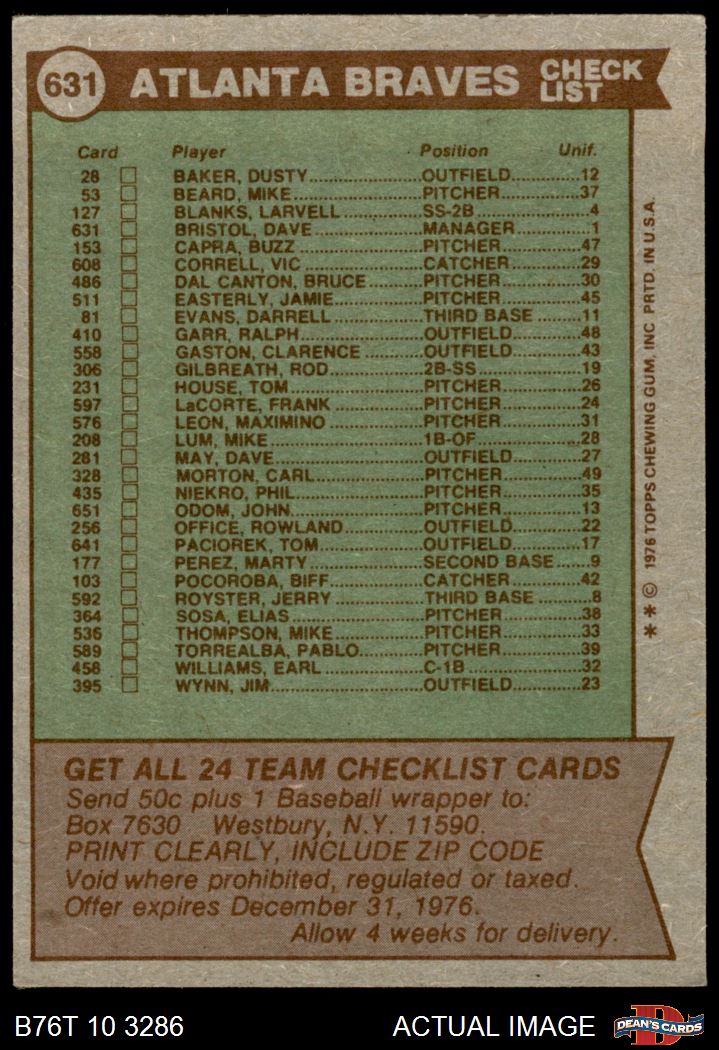 631 ATLANTA BRAVES CHECK LIST
Card Player Position Unif.
28 BAKER, DUSTY OUTFIELD 12
53 BEARD, MIKE PITCHER 37
127 BLANKS, LARVELL SS-2B 4
631 BRISTOL, DAVE MANAGER 1
153 CAPRA, BUZZ PITCHER 47
608 CORRELL, VIC CATCHER 29
486 DAL CANTON, BRUCE PITCHER 30
511 EASTERLY, JAMIE PITCHER 45
81 EVANS, DARRELL THIRD BASE 11
410 GARR, RALPH OUTFIELD 48
558 GASTON, CLARENCE OUTFIELD 43
306 GILBREATH, ROD 2B-SS 19
231 HOUSE, TOM PITCHER 26
597 LaCORTE, FRANK PITCHER 24
576 LEON, MAXIMINO PITCHER 31
208 LUM, MIKE 1B-OF 28
281 MAY, DAVE OUTFIELD 27
328 MORTON, CARL PITCHER 49
435 NIEKRO, PHIL PITCHER 35
651 ODOM, JOHN PITCHER 13
256 OFFICE, ROWLAND OUTFIELD 22
641 PACIOREK, TOM OUTFIELD 17
177 PEREZ, MARTY SECOND BASE 9
103 POCOROBA, BIFF CATCHER 42
592 ROYSTER, JERRY THIRD BASE 8
364 SOSA, ELIAS PITCHER 38
536 THOMPSON, MIKE PITCHER 33
589 TORREALBA, PABLO PITCHER 39
458 WILLIAMS, EARL C-1B 32
395 WYNN, JIM OUTFIELD 23
* * © 1976 TOPPS CHEWING GUM, INC PRTD. IN U.S.A.
GET ALL 24 TEAM CHECKLIST CARDS
Send 50c plus 1 Baseball wrapper to:
Box 7630 Westbury, N.Y. 11590.
PRINT CLEARLY, INCLUDE ZIP CODE
Void where prohibited, regulated or taxed.
Offer expires December 31, 1976.
Allow 4 weeks for delivery.
B76T 10 3286 ACTUAL IMAGE DEAN'S CARDS